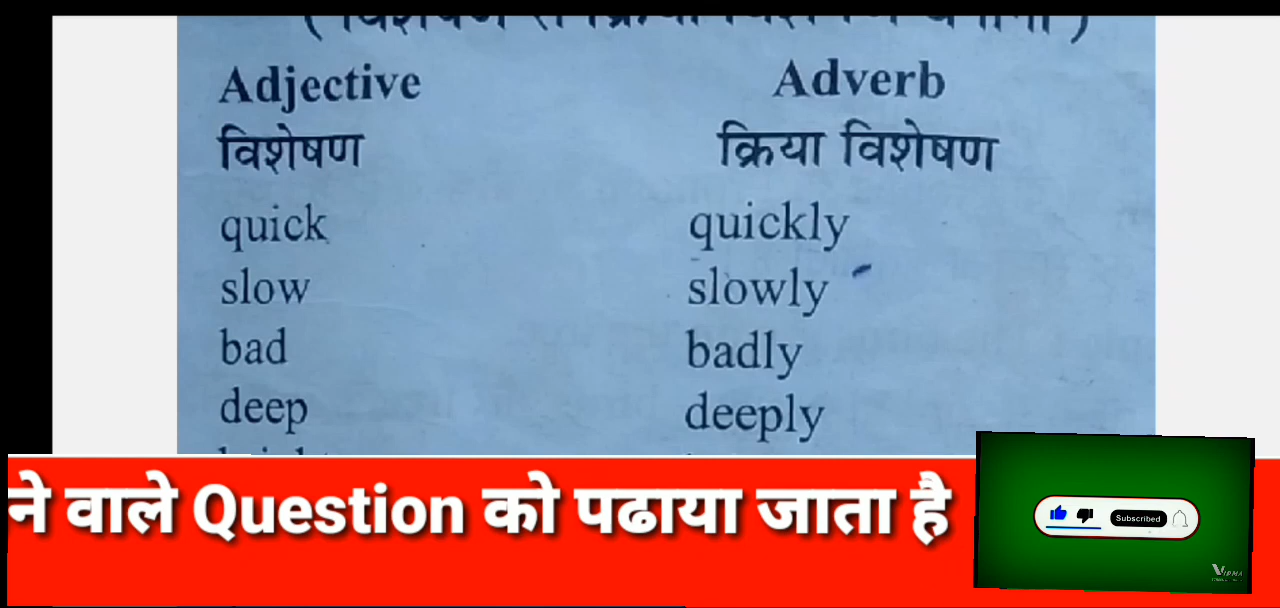 Adjective Adverb
विशेषण क्रिया विशेषण
quick quickly
slow slowly
bad badly
deep deeply
ने वाले Question को पढाया जाता है
Subscribed